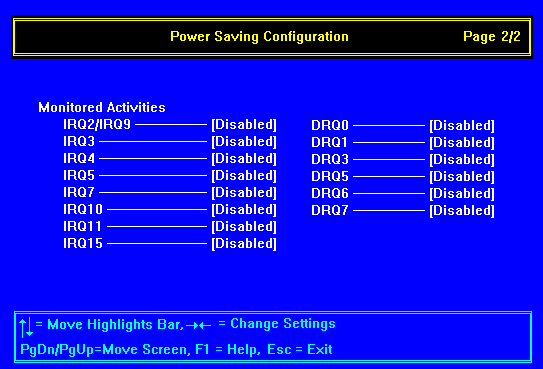 Power Saving Configuration Page 2/2
Monitored Activities
IRQ2/IRQ9 [Disabled] DRQ0 [Disabled]
IRQ3 [Disabled] DRQ1 [Disabled]
IRQ4 [Disabled] DRQ3 [Disabled]
IRQ5 [Disabled] DRQ5 [Disabled]
IRQ7 [Disabled] DRQ6 [Disabled]
IRQ10 [Disabled] DRQ7 [Disabled]
IRQ11 [Disabled]
IRQ15 [Disabled]
↑↓ = Move Highlights Bar, →← = Change Settings
PgDn/PgUp=Move Screen, F1 = Help, Esc = Exit